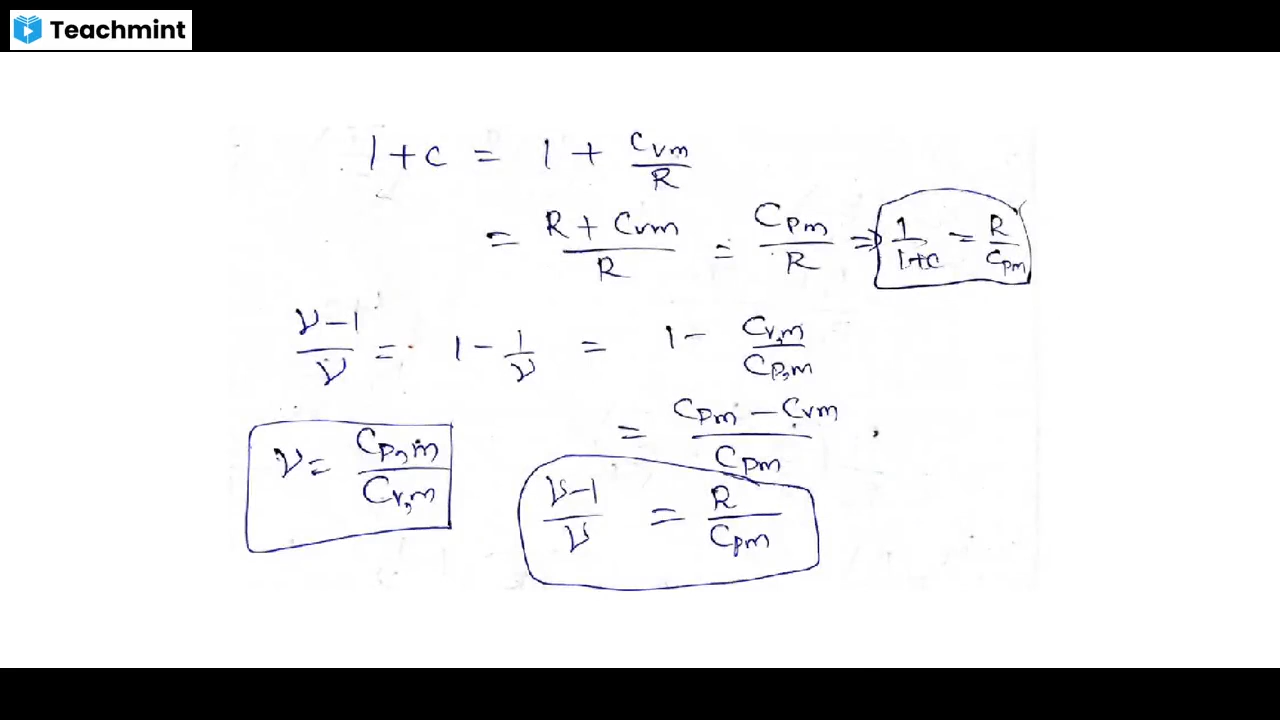 Teachmint
1 + c = 1 + Cvm/R
= (R + Cvm)/R = Cpm/R ⇒ 1/(1+c) = R/Cpm
(ν-1)/ν = 1 - 1/ν = 1 - Cv,m/Cp,m
= (Cpm - Cvm)/Cpm
ν = Cp,m/Cv,m
(ν-1)/ν = R/Cpm